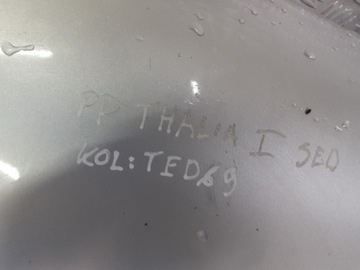 PP THALIA I SED
KOL: TED69